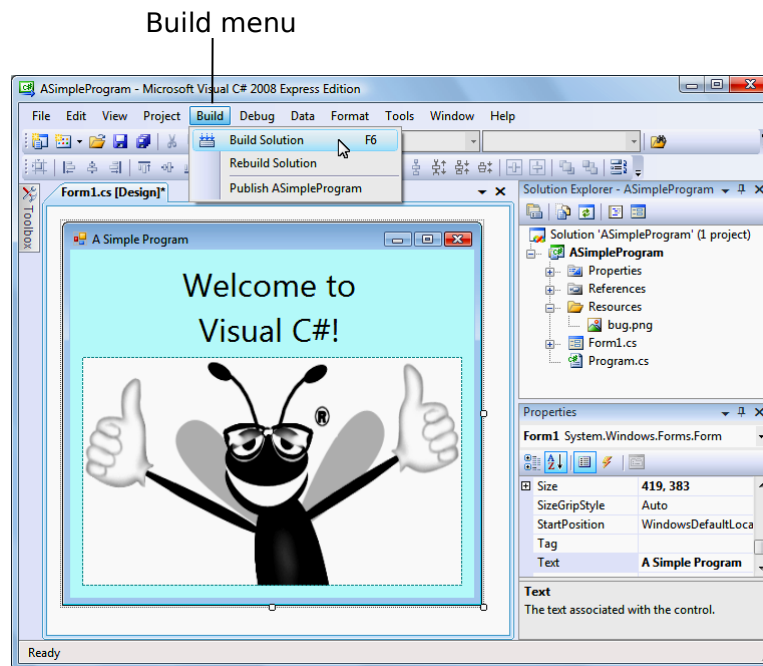 Build menu
ASimpleProgram - Microsoft Visual C# 2008 Express Edition
File Edit View Project Build Debug Data Format Tools Window Help
Build Solution F6
Rebuild Solution
Publish ASimpleProgram
Toolbox
Form1.cs [Design]*
A Simple Program
Welcome to
Visual C#!
®
Solution Explorer - ASimpleProgram
Solution 'ASimpleProgram' (1 project)
ASimpleProgram
Properties
References
Resources
bug.png
Form1.cs
Program.cs
Properties
Form1 System.Windows.Forms.Form
Size 419, 383
SizeGripStyle Auto
StartPosition WindowsDefaultLoca
Tag
Text A Simple Program
Text
The text associated with the control.
Ready